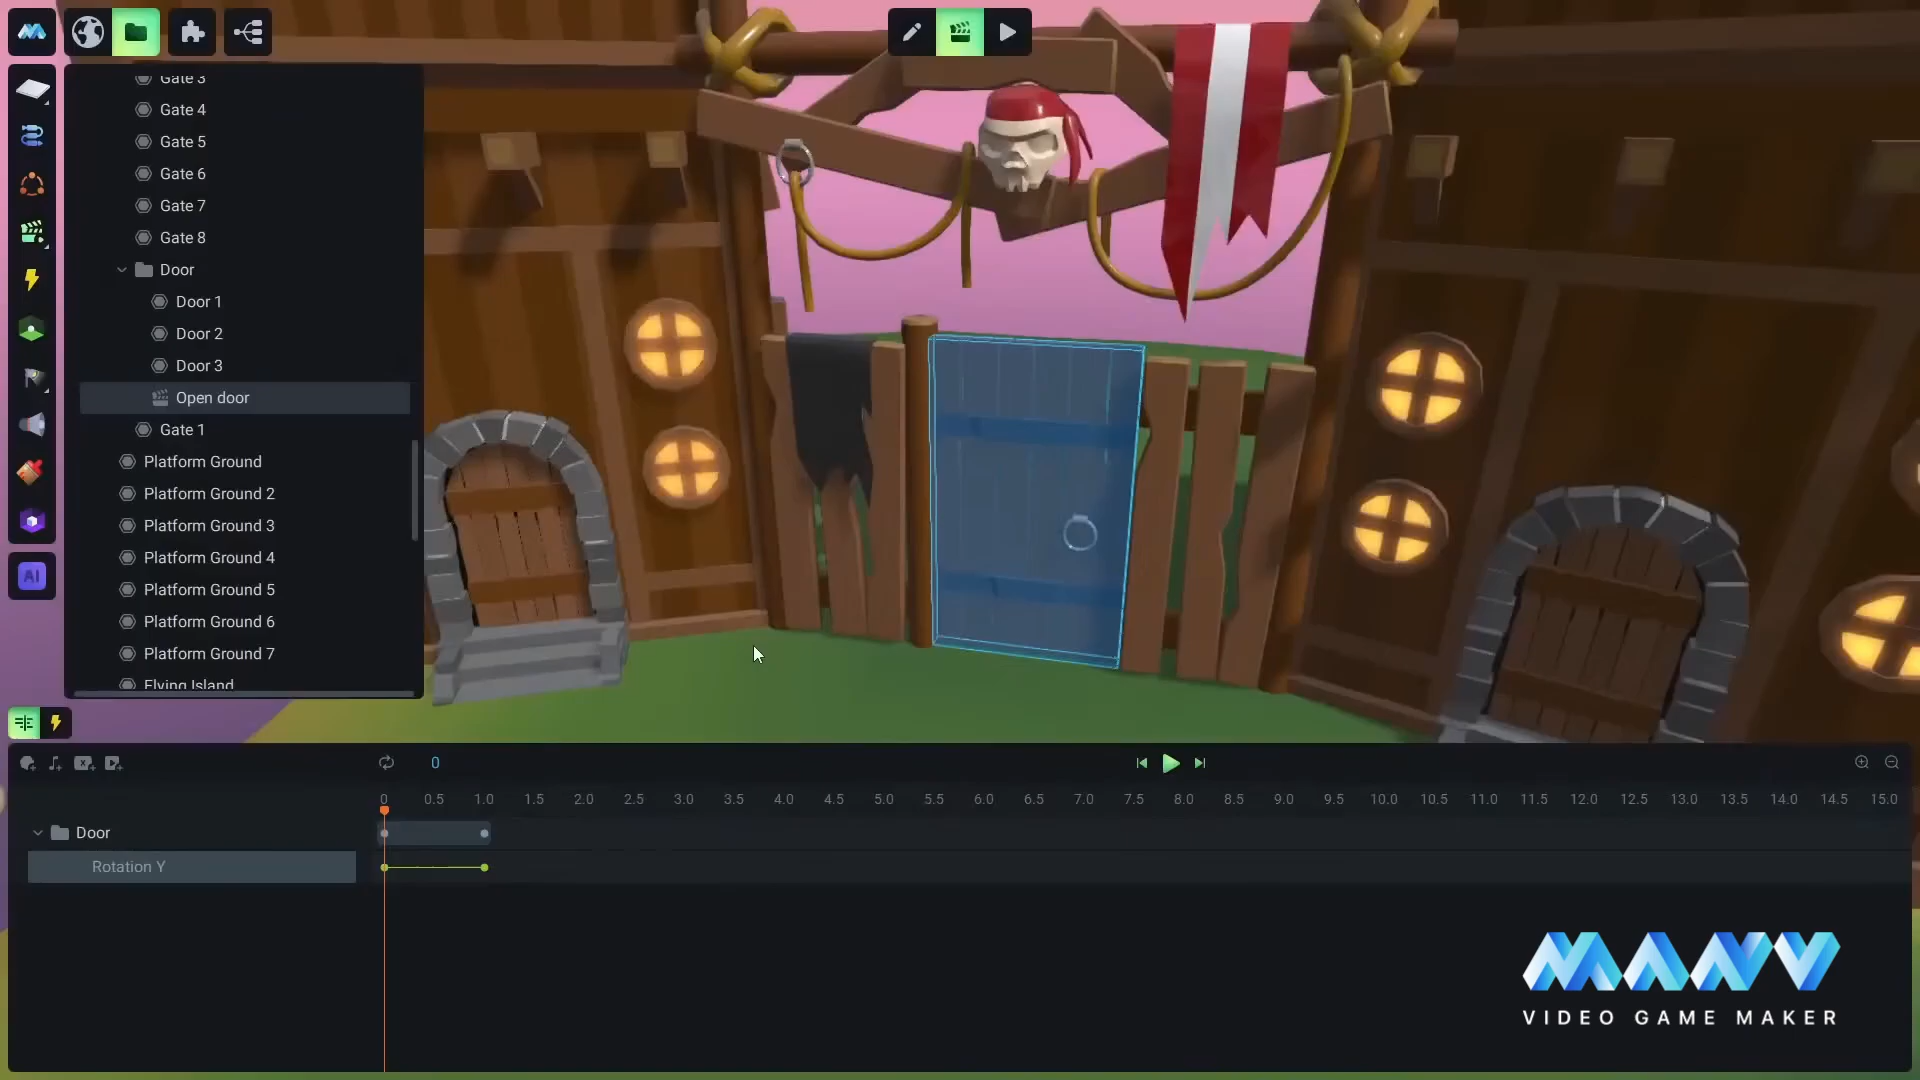 Gate 3
Gate 4
Gate 5
Gate 6
Gate 7
Gate 8
Door
Door 1
Door 2
Door 3
Open door
Gate 1
Platform Ground
Platform Ground 2
Platform Ground 3
Platform Ground 4
Platform Ground 5
Platform Ground 6
Platform Ground 7
Flying Island
AI
0
0 0.5 1.0 1.5 2.0 2.5 3.0 3.5 4.0 4.5 5.0 5.5 6.0 6.5 7.0 7.5 8.0 8.5 9.0 9.5 10.0 10.5 11.0 11.5 12.0 12.5 13.0 13.5 14.0 14.5 15.0
Door
Rotation Y
MANU
VIDEO GAME MAKER